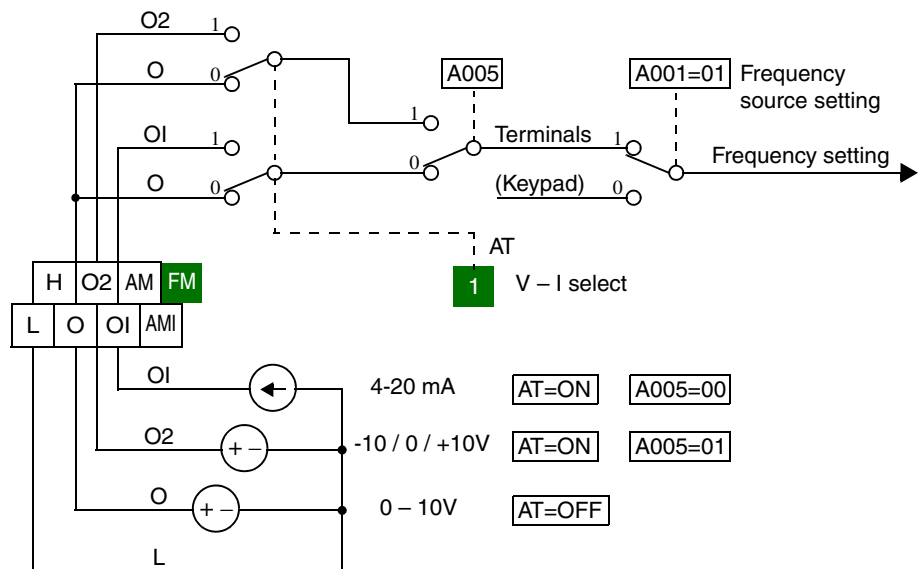 O2 1
O 0 A005 A001=01 Frequency
source setting
1
OI 1 Terminals 1
0 Frequency setting
O 0 (Keypad) 0
AT
H O2 AM FM 1 V – I select
L O OI AMI
OI 4-20 mA AT=ON A005=00
O2 + – -10 / 0 / +10V AT=ON A005=01
O + – 0 – 10V AT=OFF
L